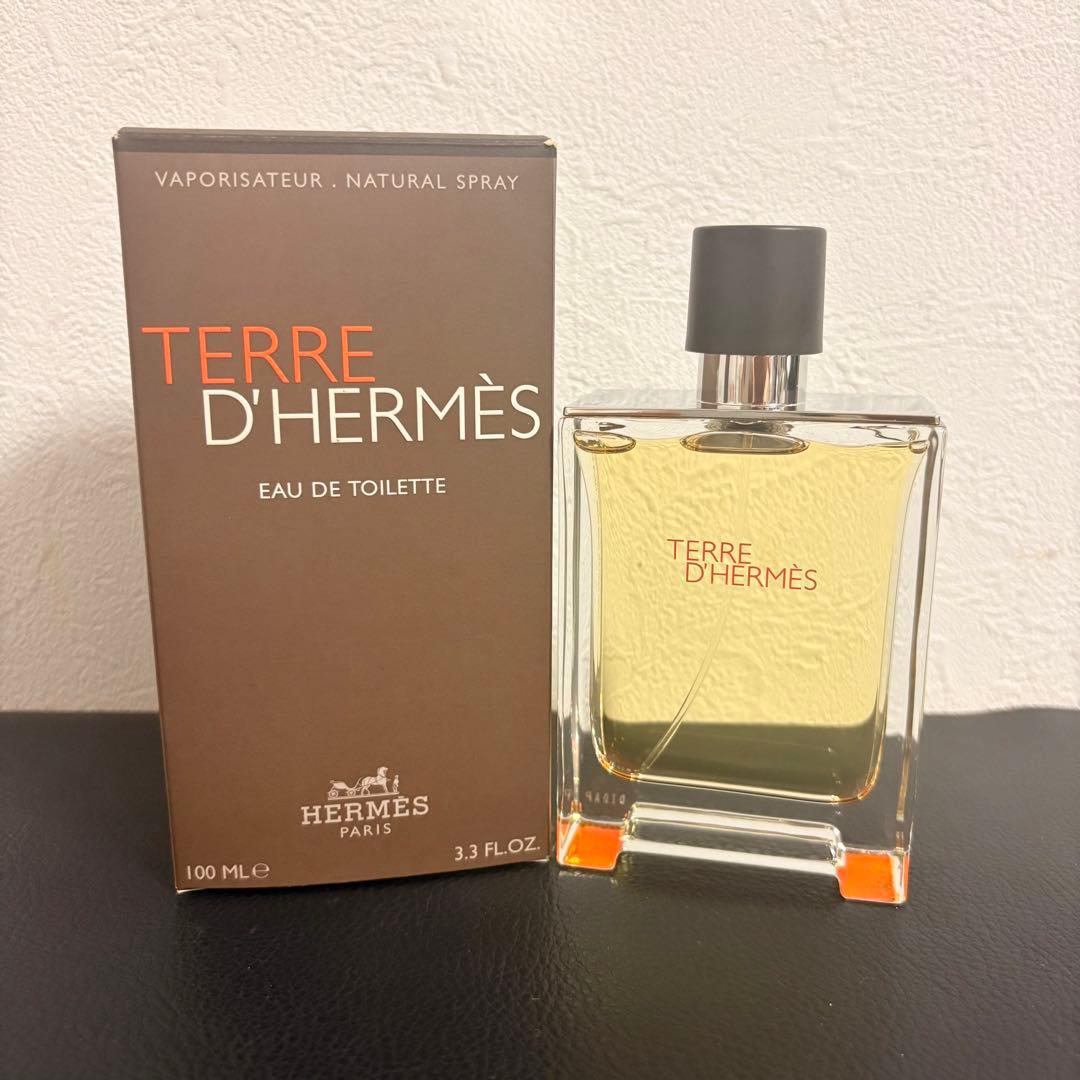 VAPORISATEUR . NATURAL SPRAY
TERRE
D'HERMÈS
EAU DE TOILETTE
HERMÈS
PARIS
100 ML ℮
3.3 FL.OZ.
TERRE
D'HERMÈS